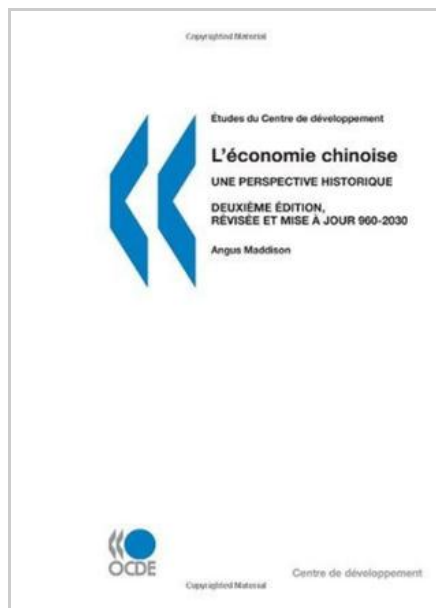 Copyrighted Material
Études du Centre de développement
L'économie chinoise
UNE PERSPECTIVE HISTORIQUE
DEUXIÈME ÉDITION,
RÉVISÉE ET MISE À JOUR 960-2030
Angus Maddison
OCDE
Centre de développement
Copyrighted Material